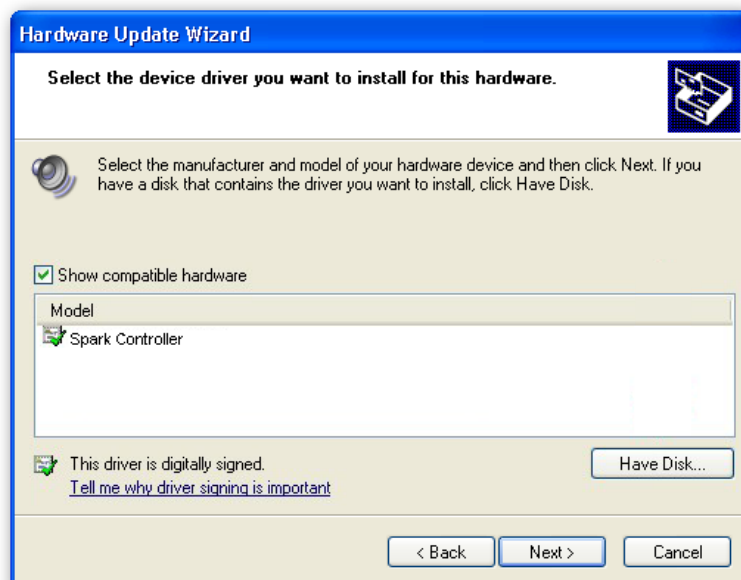 Hardware Update Wizard
Select the device driver you want to install for this hardware.
Select the manufacturer and model of your hardware device and then click Next. If you
have a disk that contains the driver you want to install, click Have Disk.
Show compatible hardware
Model
Spark Controller
This driver is digitally signed.
Have Disk...
Tell me why driver signing is important
< Back
Next >
Cancel